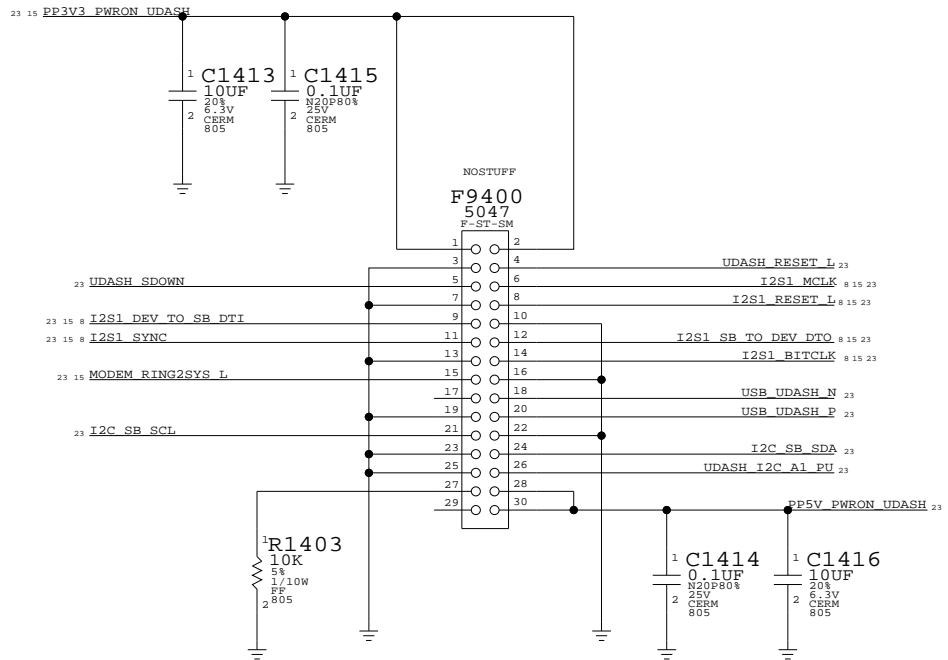 23 15 PP3V3_PWRON_UDASH
1 C1413
10UF
20%
6.3V
2 CERM
805
1 C1415
0.1UF
N20P80%
25V
2 CERM
805
NOSTUFF
F9400
5047
F-ST-SM
1 2
3 4 UDASH_RESET_L 23
23 UDASH_SDOWN 5 6 I2S1_MCLK 8 15 23
7 8 I2S1_RESET_L 8 15 23
23 15 8 I2S1_DEV_TO_SB_DTI 9 10
23 15 8 I2S1_SYNC 11 12 I2S1_SB_TO_DEV_DTO 8 15 23
13 14 I2S1_BITCLK 8 15 23
23 15 MODEM_RING2SYS_L 15 16
17 18 USB_UDASH_N 23
19 20 USB_UDASH_P 23
23 I2C_SB_SCL 21 22
23 24 I2C_SB_SDA 23
25 26 UDASH_I2C_A1_PU 23
27 28
29 30 PP5V_PWRON_UDASH 23
1 R1403
10K
5%
1/10W
FF
2 805
1 C1414
0.1UF
N20P80%
25V
2 CERM
805
1 C1416
10UF
20%
6.3V
2 CERM
805